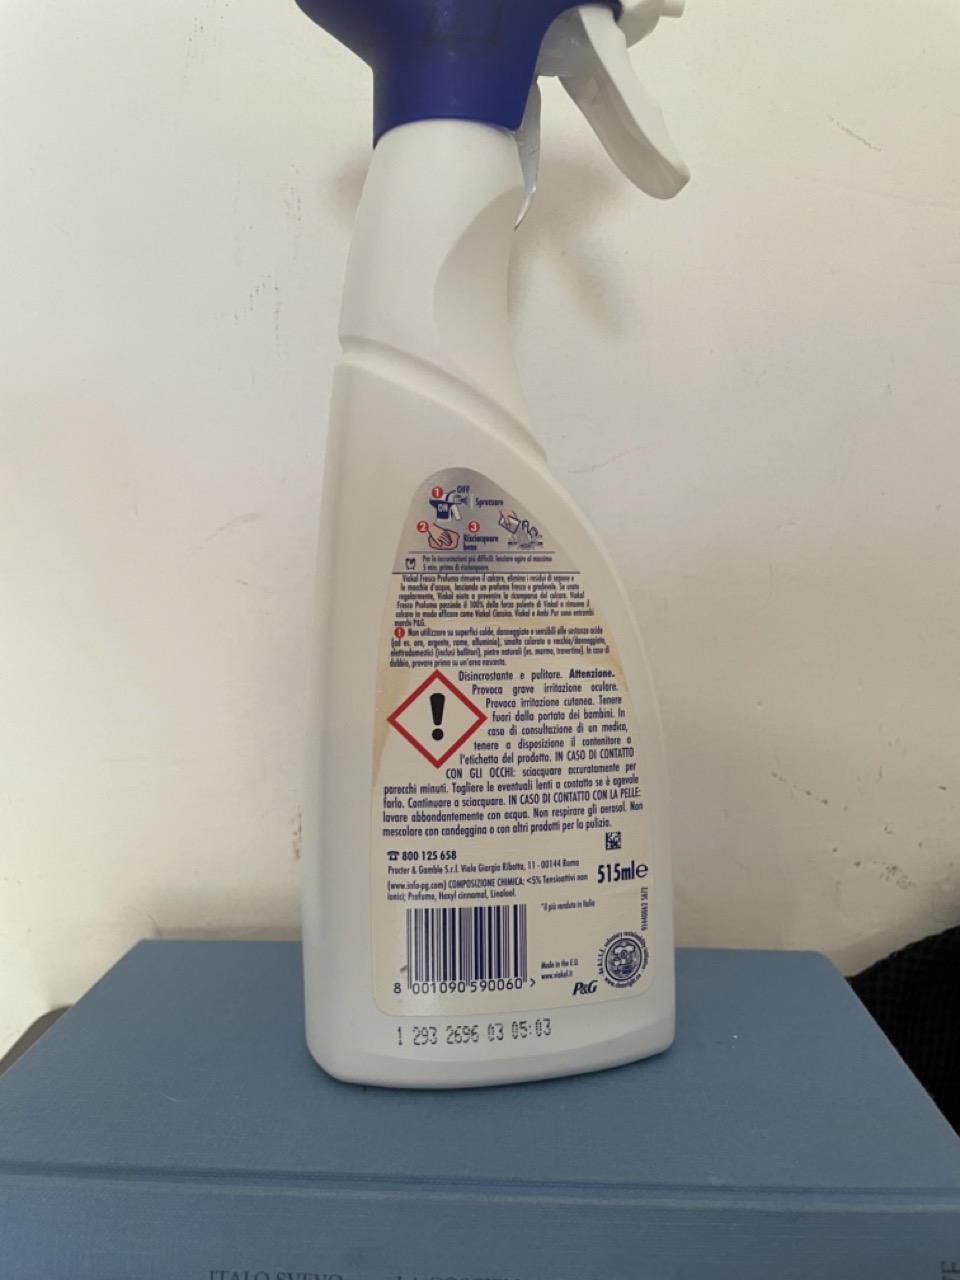 1
OFF
ON
Spruzzare
2
3
Risciacquare
bene
Per le incrostazioni più difficili: lasciare agire al massimo
5 min. prima di risciacquare.
Viakal Fresco Profumo rimuove il calcare, elimina i residui di sapone e
le macchie d'acqua, lasciando un profumo fresco e gradevole. Se usato
regolarmente, Viakal aiuta a prevenire la ricomparsa del calcare. Viakal
Fresco Profumo possiede il 100% della forza pulente di Viakal e rimuove il
calcare in modo efficace come Viakal Classico. Viakal e Ambi Pur sono entrambi
marchi P&G.
Non utilizzare su superfici calde, danneggiate o sensibili alle sostanze acide
(ad es. oro, argento, rame, alluminio), smalto colorato o vecchio/danneggiato,
elettrodomestici (inclusi bollitori), pietre naturali (es. marmo, travertino). In caso di
dubbio, provare prima su un'area nascosta.
Disincrostante e pulitore. Attenzione.
Provoca grave irritazione oculare.
Provoca irritazione cutanea. Tenere
fuori dalla portata dei bambini. In
caso di consultazione di un medico,
tenere a disposizione il contenitore o
l'etichetta del prodotto. IN CASO DI CONTATTO
CON GLI OCCHI: sciacquare accuratamente per
parecchi minuti. Togliere le eventuali lenti a contatto se è agevole
farlo. Continuare a sciacquare. IN CASO DI CONTATTO CON LA PELLE:
lavare abbondantemente con acqua. Non respirare gli aerosol. Non
mescolare con candeggina o con altri prodotti per la pulizia.
☎ 800 125 658
Procter & Gamble S.r.l. Viale Giorgio Ribotta, 11 - 00144 Roma
(www.info-pg.com) COMPOSIZIONE CHIMICA: <5% Tensioattivi non
ionici; Profumo, Hexyl cinnamal, Linalool.
515ml℮
*il più venduto in Italia
91440862 5672
Made in the E.U.
www.viakal.it
P&G
8 001090 590060 >
1 293 2696 03 05:03
ITALO SVEVO